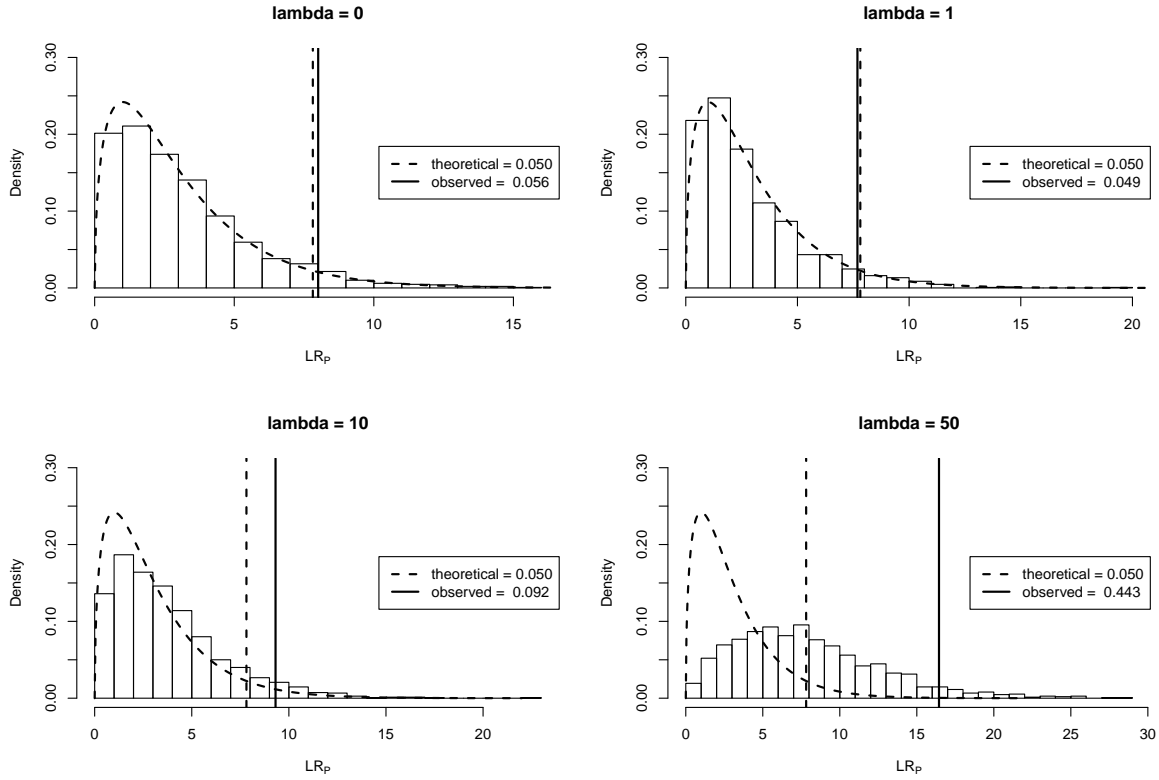 lambda = 0
0.30
0.20
0.10
0.00
Density
theoretical = 0.050
observed = 0.056
0 5 10 15
LRP
lambda = 1
0.30
0.20
0.10
0.00
Density
theoretical = 0.050
observed = 0.049
0 5 10 15 20
LRP
lambda = 10
0.30
0.20
0.10
0.00
Density
theoretical = 0.050
observed = 0.092
0 5 10 15 20
LRP
lambda = 50
0.30
0.20
0.10
0.00
Density
theoretical = 0.050
observed = 0.443
0 5 10 15 20 25 30
LRP